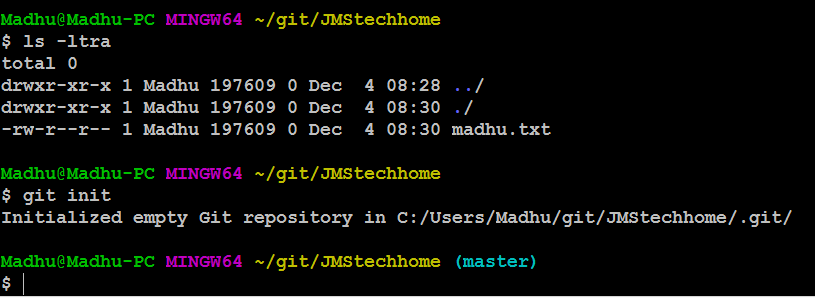 Madhu@Madhu-PC MINGW64 ~/git/JMStechhome
$ ls -ltra
total 0
drwxr-xr-x 1 Madhu 197609 0 Dec  4 08:28 ../
drwxr-xr-x 1 Madhu 197609 0 Dec  4 08:30 ./
-rw-r--r-- 1 Madhu 197609 0 Dec  4 08:30 madhu.txt
Madhu@Madhu-PC MINGW64 ~/git/JMStechhome
$ git init
Initialized empty Git repository in C:/Users/Madhu/git/JMStechhome/.git/
Madhu@Madhu-PC MINGW64 ~/git/JMStechhome (master)
$